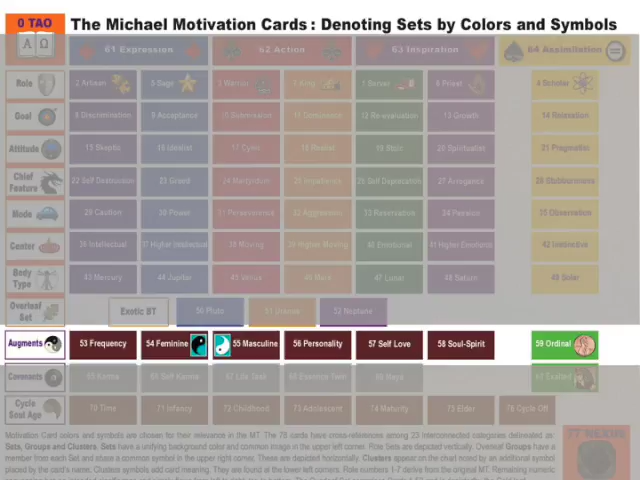 0 TAO The Michael Motivation Cards : Denoting Sets by Colors and Symbols
A Ω 61 Expression 62 Action 63 Inspiration 64 Assimilation
Role 2 Artisan 5 Sage 3 Warrior 7 King 1 Server 6 Priest 4 Scholar
Goal 8 Discrimination 9 Acceptance 10 Submission 11 Dominance 12 Re-evaluation 13 Growth 14 Relaxation
Attitude 15 Skeptic 16 Idealist 17 Cynic 18 Realist 19 Stoic 20 Spiritualist 21 Pragmatist
Chief Feature 22 Self Destruction 23 Greed 24 Martyrdom 25 Impatience 26 Self Deprecation 27 Arrogance 28 Stubbornness
Mode 29 Caution 30 Power 31 Perseverance 32 Aggression 33 Reservation 34 Passion 35 Observation
Center 36 Intellectual 37 Higher Intellectual 38 Moving 39 Higher Moving 40 Emotional 41 Higher Emotional 42 Instinctive
Body Type 43 Mercury 44 Jupiter 45 Venus 46 Mars 47 Lunar 48 Saturn 49 Solar
Overleaf Set Exotic BT 50 Pluto 51 Uranus 52 Neptune
Augments 53 Frequency 54 Feminine 55 Masculine 56 Personality 57 Self Love 58 Soul-Spirit 59 Ordinal
Covenants 65 Karma 66 Self Karma 67 Life Task 68 Essence Twin 69 Maya 60 Exalted
Cycle Soul Age 70 Time 71 Infancy 72 Childhood 73 Adolescent 74 Maturity 75 Elder 76 Cycle Off
Motivation Card colors and symbols are chosen for their relevance in the MT. The 78 cards have cross-references among 23 interconnected categories delineated as:
Sets, Groups and Clusters. Sets have a unifying background color and common image in the upper left corner. Role Sets are depicted vertically. Overleaf Groups have a
member from each Set and share a common symbol in the upper right corner. These are depicted horizontally. Clusters appear on the chart noted by an additional symbol
placed by the card's name. Clusters symbols add card meaning. They are found at the lower left corners. Role numbers 1-7 derive from the original MT. Remaining numeric
77 NEXUS